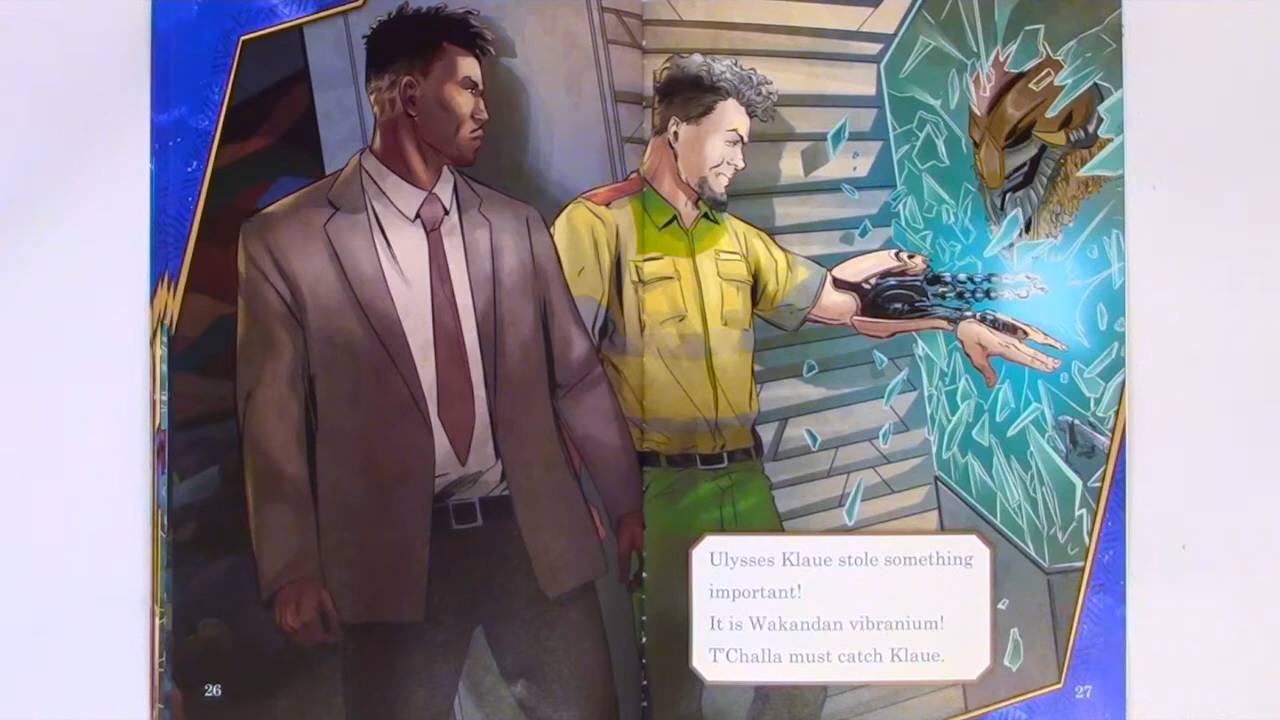 Ulysses Klaue stole something
important!
It is Wakandan vibranium!
T'Challa must catch Klaue.
26
27